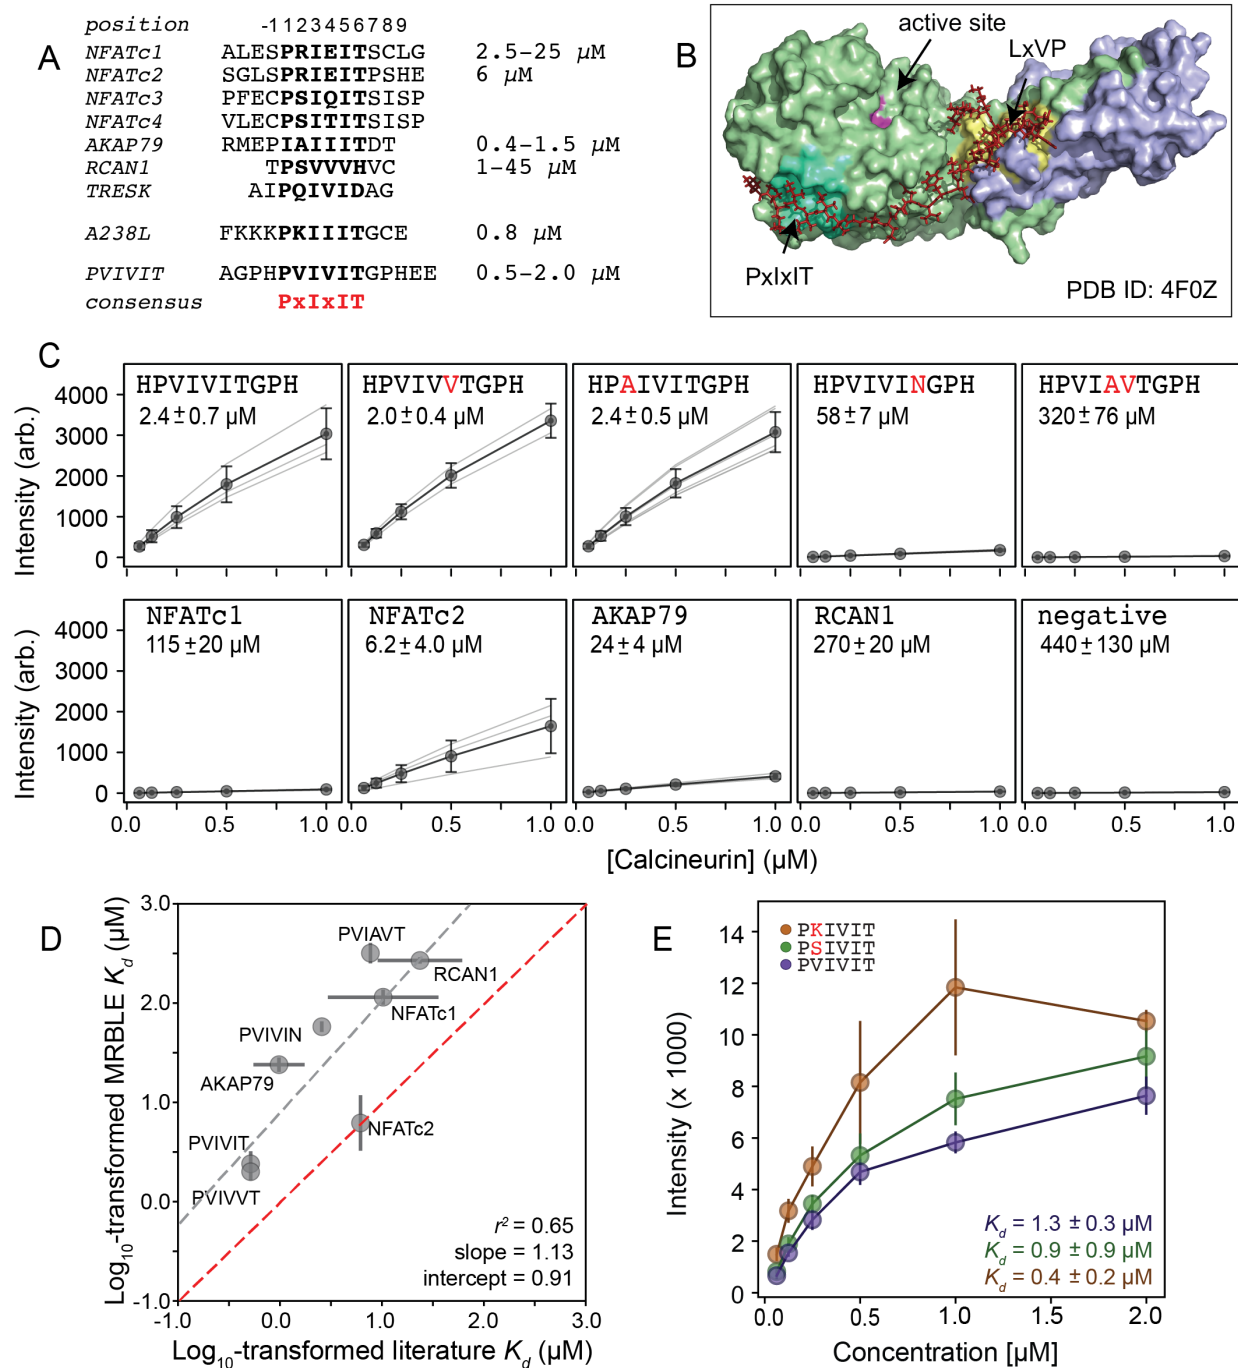 A
position -1123456789
NFATc1 ALESPRIEITSCLG 2.5-25 µM
NFATc2 SGLSPRIEITPSHE 6 µM
NFATc3 PFECPSIQITSISP
NFATc4 VLECPSITITSISP
AKAP79 RMEPIAIIITDT 0.4-1.5 µM
RCAN1 TPSVVVHVC 1-45 µM
TRESK AIPQIVIDAG
A238L FKKKPKIIITGCE 0.8 µM
PVIVIT AGPHPVIVITGPHEE 0.5-2.0 µM
consensus PxIxIT
B
active site
LxVP
PxIxIT
PDB ID: 4F0Z
C
Intensity (arb.)
4000
3000
2000
1000
0
HPVIVITGPH
2.4 ± 0.7 µM
HPVIVVTGPH
2.0 ± 0.4 µM
HPAIVITGPH
2.4 ± 0.5 µM
HPVIVINGPH
58 ± 7 µM
HPVIAVTGPH
320 ± 76 µM
Intensity (arb.)
4000
3000
2000
1000
0
NFATc1
115 ± 20 µM
NFATc2
6.2 ± 4.0 µM
AKAP79
24 ± 4 µM
RCAN1
270 ± 20 µM
negative
440 ± 130 µM
0.0 0.5 1.0 0.0 0.5 1.0 0.0 0.5 1.0 0.0 0.5 1.0 0.0 0.5 1.0
[Calcineurin] (µM)
D
Log10-transformed MRBLE Kd (µM)
3.0
2.0
1.0
0.0
-1.0
PVIAVT
RCAN1
NFATc1
PVIVIN
AKAP79
NFATc2
PVIVIT
PVIVVT
r² = 0.65
slope = 1.13
intercept = 0.91
-1.0 0.0 1.0 2.0 3.0
Log10-transformed literature Kd (µM)
E
Intensity (x 1000)
14
12
10
8
6
4
2
0
PKIVIT
PSIVIT
PVIVIT
Kd = 1.3 ± 0.3 µM
Kd = 0.9 ± 0.9 µM
Kd = 0.4 ± 0.2 µM
0.0 0.5 1.0 1.5 2.0
Concentration [µM]